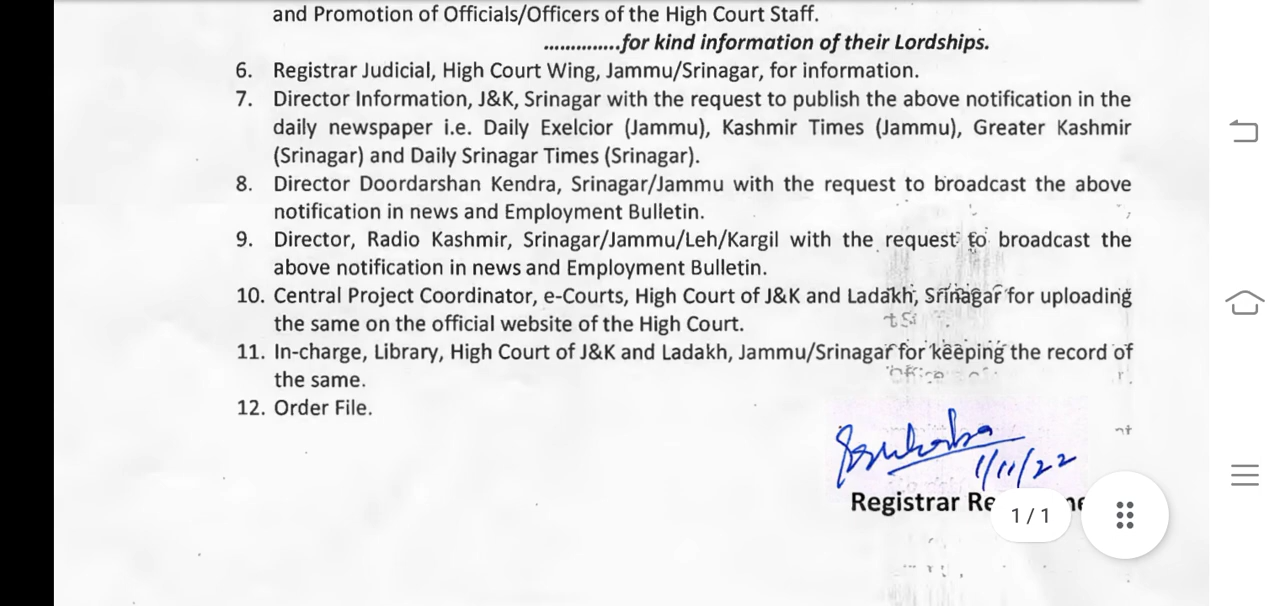 and Promotion of Officials/Officers of the High Court Staff.
..............for kind information of their Lordships.
6. Registrar Judicial, High Court Wing, Jammu/Srinagar, for information.
7. Director Information, J&K, Srinagar with the request to publish the above notification in the
daily newspaper i.e. Daily Exelcior (Jammu), Kashmir Times (Jammu), Greater Kashmir
(Srinagar) and Daily Srinagar Times (Srinagar).
8. Director Doordarshan Kendra, Srinagar/Jammu with the request to broadcast the above
notification in news and Employment Bulletin.
9. Director, Radio Kashmir, Srinagar/Jammu/Leh/Kargil with the request to broadcast the
above notification in news and Employment Bulletin.
10. Central Project Coordinator, e-Courts, High Court of J&K and Ladakh, Srinagar for uploading
the same on the official website of the High Court.
11. In-charge, Library, High Court of J&K and Ladakh, Jammu/Srinagar for keeping the record of
the same.
12. Order File.
1/11/22
Registrar
1/1